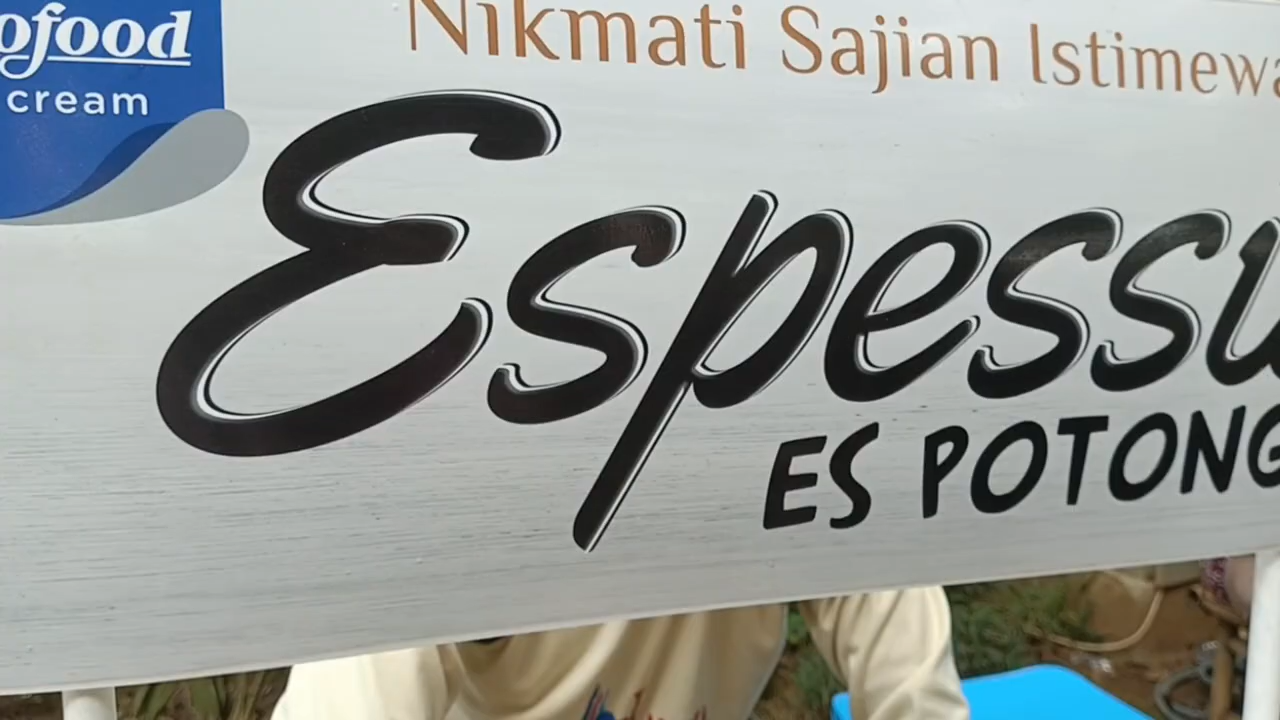 ofood
cream
Nikmati Sajian Istimewa
Espessu
ES POTONG